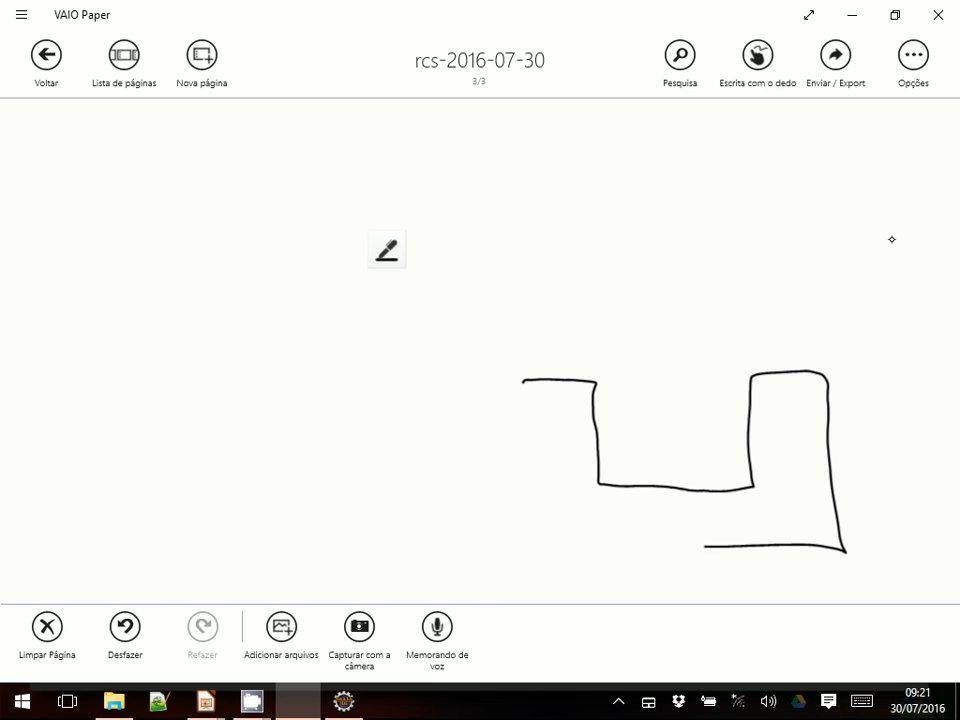 VAIO Paper
Voltar
Lista de páginas
Nova página
rcs-2016-07-30
3/3
Pesquisa
Escrita com o dedo
Enviar / Export
Opções
Limpar Página
Desfazer
Refazer
Adicionar arquivos
Capturar com a
câmera
Memorando de
voz
09:21
30/07/2016